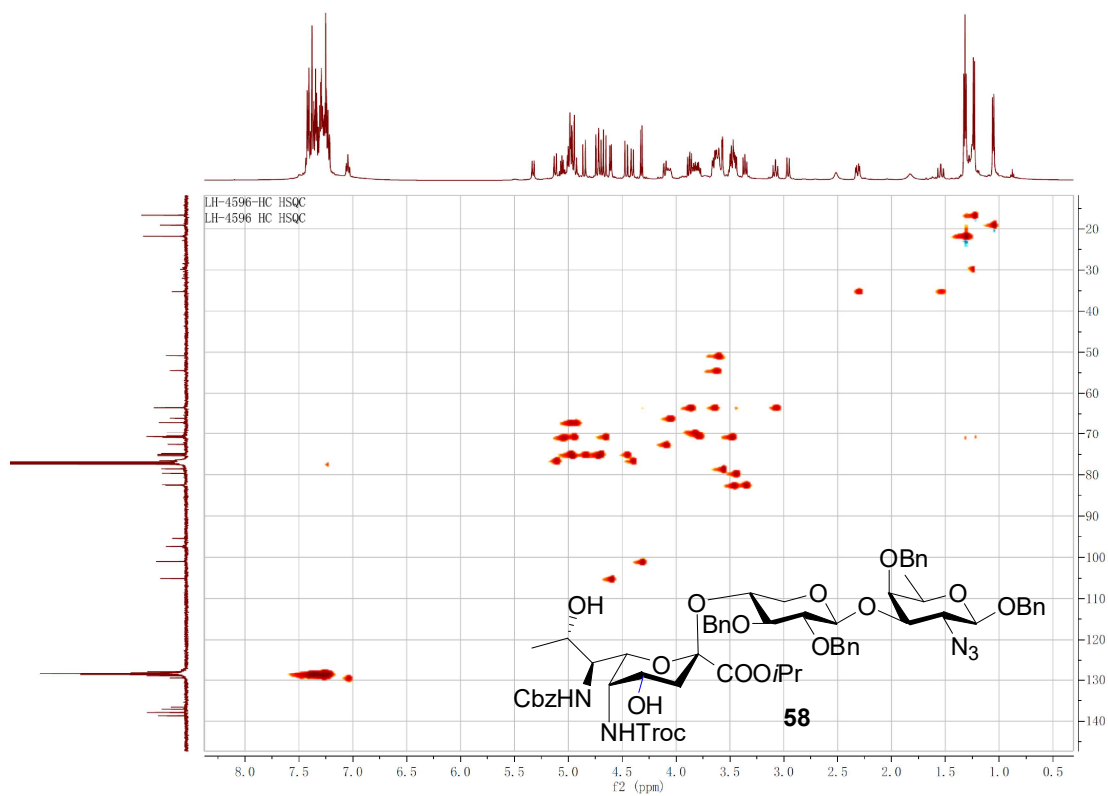 LH-4596-HC HSQC
LH-4596 HC HSQC
20
30
40
50
60
70
80
90
100
110
120
130
140
OBn
OH
O
O
O
O
OBn
BnO
N3
OBn
O
COOiPr
CbzHN
OH
NHTroc
58
8.0 7.5 7.0 6.5 6.0 5.5 5.0 4.5 4.0 3.5 3.0 2.5 2.0 1.5 1.0 0.5
f2 (ppm)